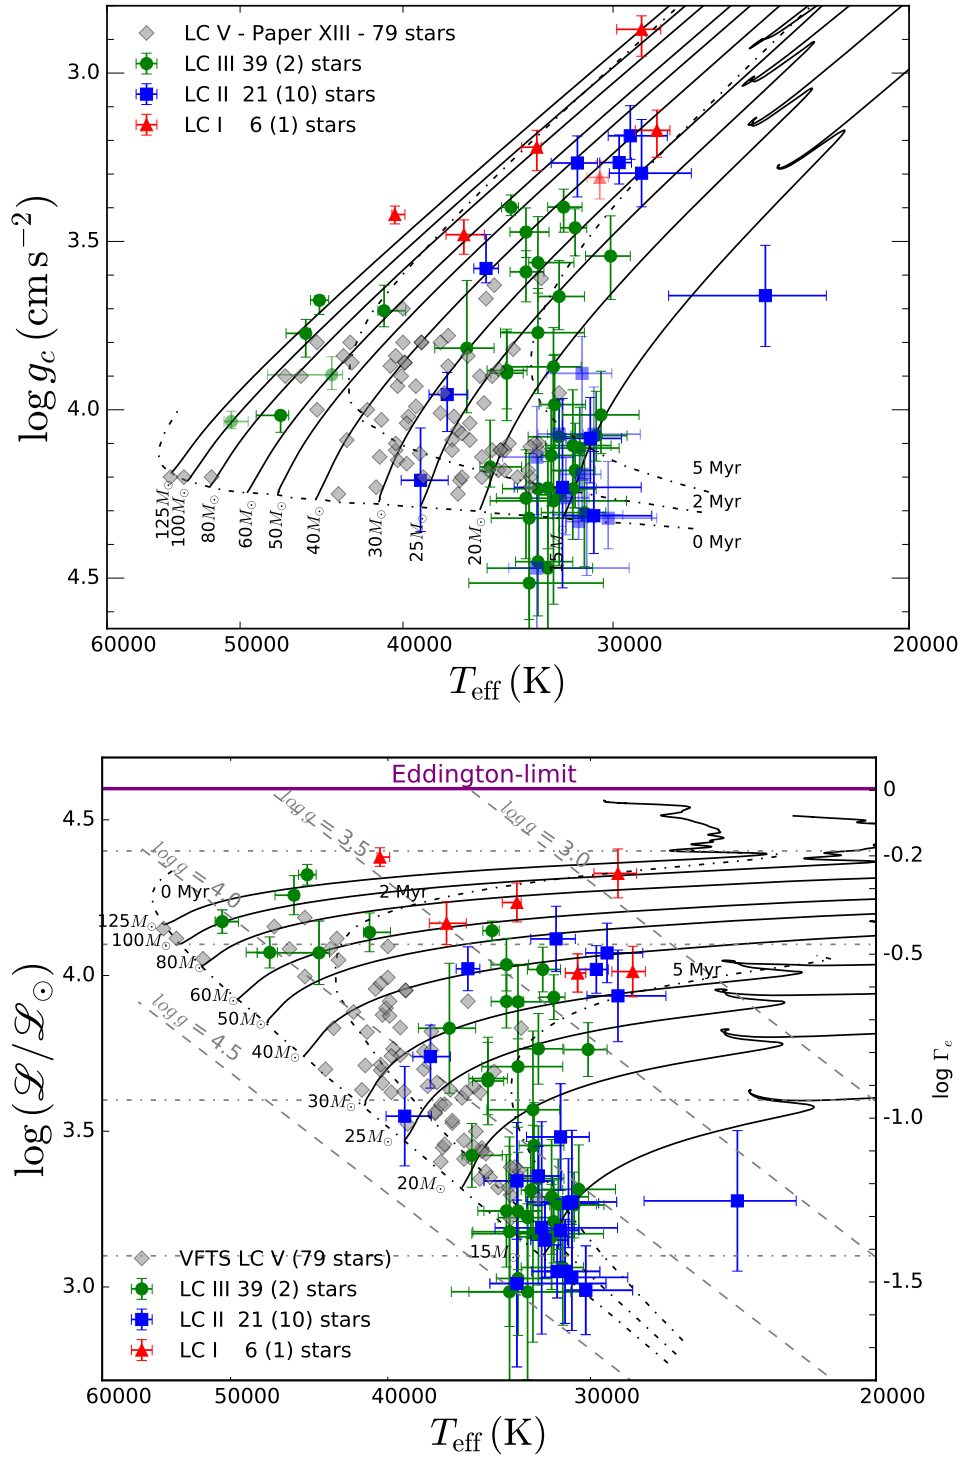 LC V - Paper XIII - 79 stars
LC III 39 (2) stars
LC II 21 (10) stars
LC I 6 (1) stars
3.0
3.5
4.0
4.5
log g_c (cm s^−2)
125M⊙
100M⊙
80M⊙
60M⊙
50M⊙
40M⊙
30M⊙
25M⊙
20M⊙
5 Myr
2 Myr
0 Myr
60000 50000 40000 30000 20000
T_eff (K)
Eddington-limit
log g = 3.5
log g = 3.0
log g = 4.0
log g = 4.5
0 Myr
2 Myr
5 Myr
125M⊙
100M⊙
80M⊙
60M⊙
50M⊙
40M⊙
30M⊙
25M⊙
20M⊙
15M
4.5
4.0
3.5
3.0
log (ℒ/ℒ⊙)
0
-0.2
-0.5
-1.0
-1.5
log Γ_e
VFTS LC V (79 stars)
LC III 39 (2) stars
LC II 21 (10) stars
LC I 6 (1) stars
60000 50000 40000 30000 20000
T_eff (K)